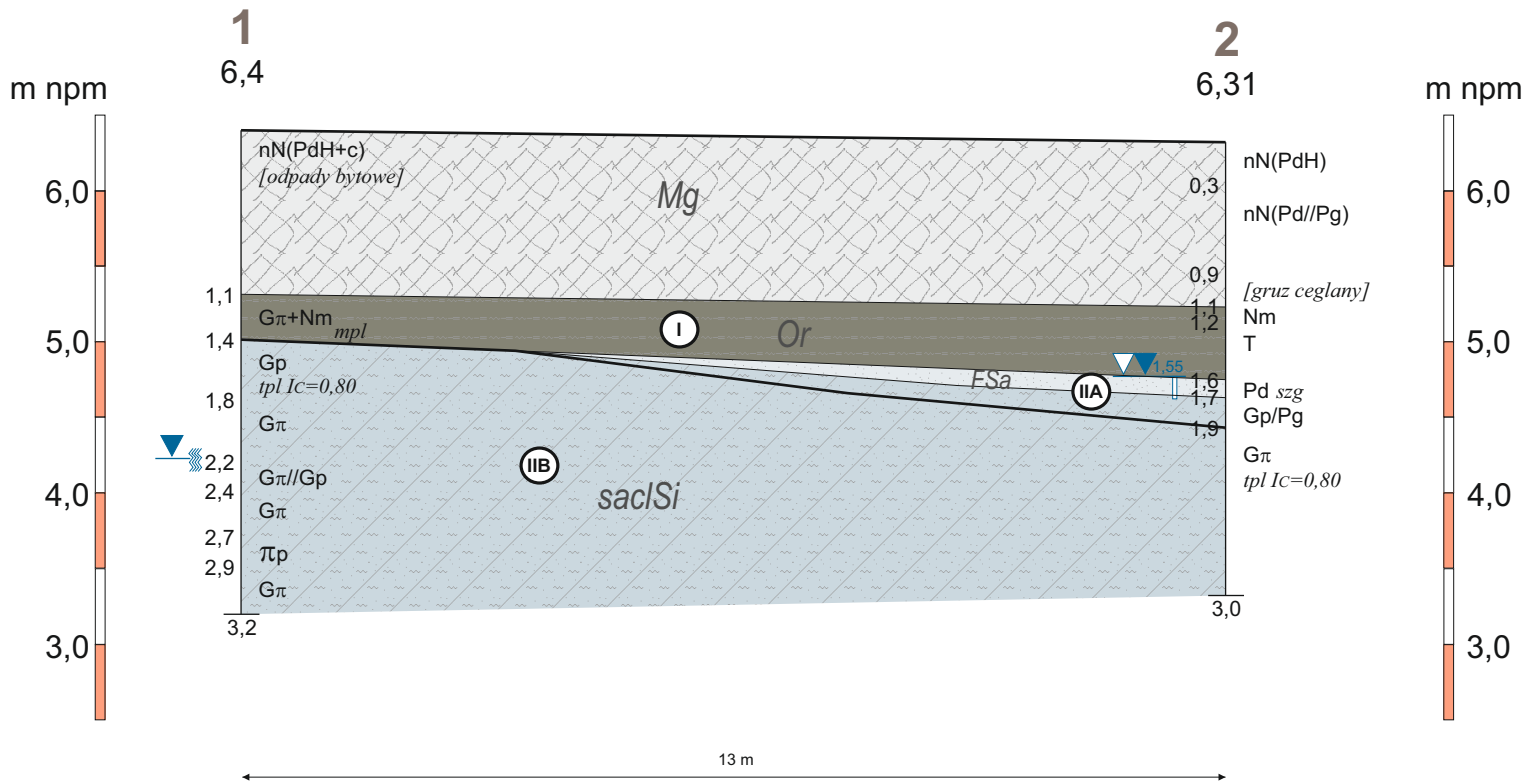 1
6,4
2
6,31
m npm
m npm
6,0
5,0
4,0
3,0
nN(PdH+c)
[odpady bytowe]
1,1
Gπ+Nm mpl
1,4
Gp
tpl IC=0,80
1,8
Gπ
2,2
Gπ//Gp
2,4
Gπ
2,7
πp
2,9
Gπ
3,2
Mg
I
Or
FSa
IIA
IIB
saclSi
1,55
nN(PdH)
0,3
nN(Pd//Pg)
0,9
[gruz ceglany]
1,1
Nm
1,2
T
1,6
Pd szg
1,7
Gp/Pg
1,9
Gπ
tpl IC=0,80
3,0
6,0
5,0
4,0
3,0
13 m